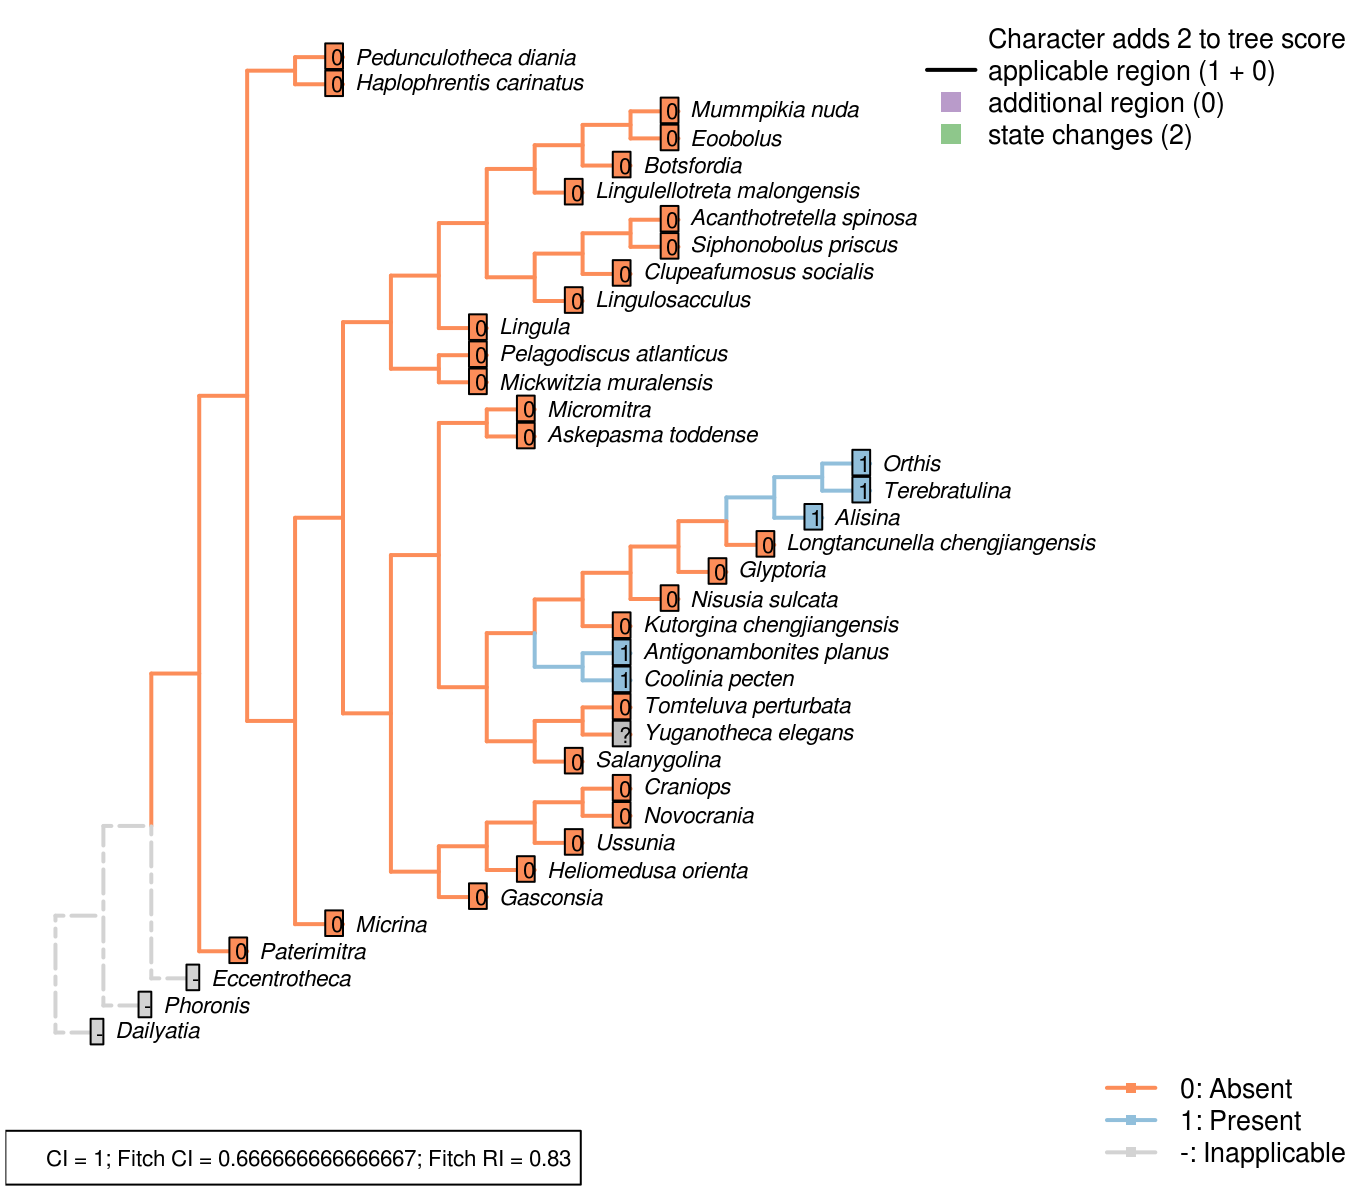 Character adds 2 to tree score
applicable region (1 + 0)
additional region (0)
state changes (2)
0 Pedunculotheca diania
0 Haplophrentis carinatus
0 Mummpikia nuda
0 Eoobolus
0 Botsfordia
0 Lingulellotreta malongensis
0 Acanthotretella spinosa
0 Siphonobolus priscus
0 Clupeafumosus socialis
0 Lingulosacculus
0 Lingula
0 Pelagodiscus atlanticus
0 Mickwitzia muralensis
0 Micromitra
0 Askepasma toddense
1 Orthis
1 Terebratulina
1 Alisina
0 Longtancunella chengjiangensis
0 Glyptoria
0 Nisusia sulcata
0 Kutorgina chengjiangensis
1 Antigonambonites planus
1 Coolinia pecten
0 Tomteluva perturbata
? Yuganotheca elegans
0 Salanygolina
0 Craniops
0 Novocrania
0 Ussunia
0 Heliomedusa orienta
0 Gasconsia
0 Micrina
0 Paterimitra
- Eccentrotheca
- Phoronis
- Dailyatia
0: Absent
1: Present
-: Inapplicable
CI = 1; Fitch CI = 0.666666666666667; Fitch RI = 0.83